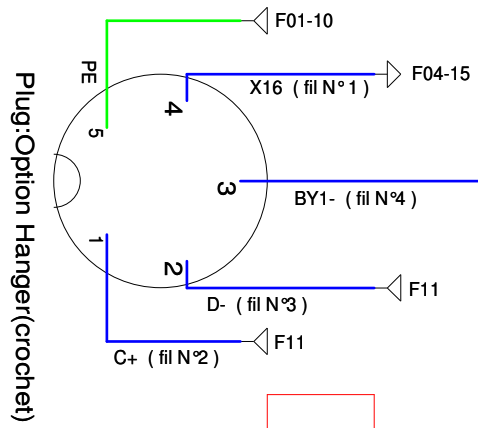 F01-10
PE
5
X16 ( fil N° 1 )
F04-15
4
3
BY1- ( fil N°4 )
1
2
D- ( fil N°3 )
F11
C+ ( fil N°2 )
F11
Plug:Option Hanger(crochet)